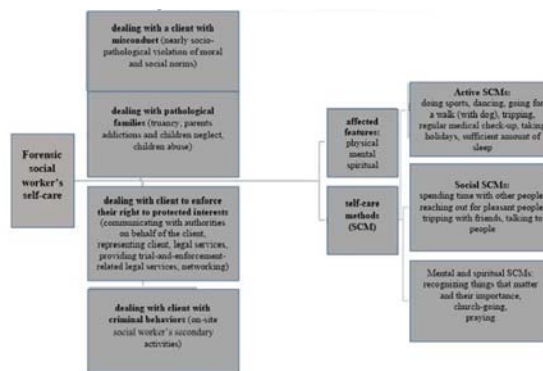 Forensic
social
worker's
self-care
dealing with a client with
misconduct (nearly socio-
pathological violation of moral
and social norms)
dealing with pathological
families (truancy, parents
addictions and children neglect,
children abuse)
dealing with client to enforce
their right to protected interests
(communicating with authorities
on behalf of the client,
representing client, legal services,
providing trial-and-enforcement-
related legal services, networking)
dealing with client with
criminal behaviors (on-site
social worker's secondary
activities)
affected
features:
physical
mental
spiritual
self-care
methods
(SCM)
Active SCMs:
doing sports, dancing, going for
a walk (with dog), tripping,
regular medical check-up, taking
holidays, sufficient amount of
sleep
Social SCMs:
spending time with other people,
reaching out for pleasant people,
tripping with friends, talking to
people
Mental and spiritual SCMs:
recognizing things that matter
and their importance,
church-going,
praying